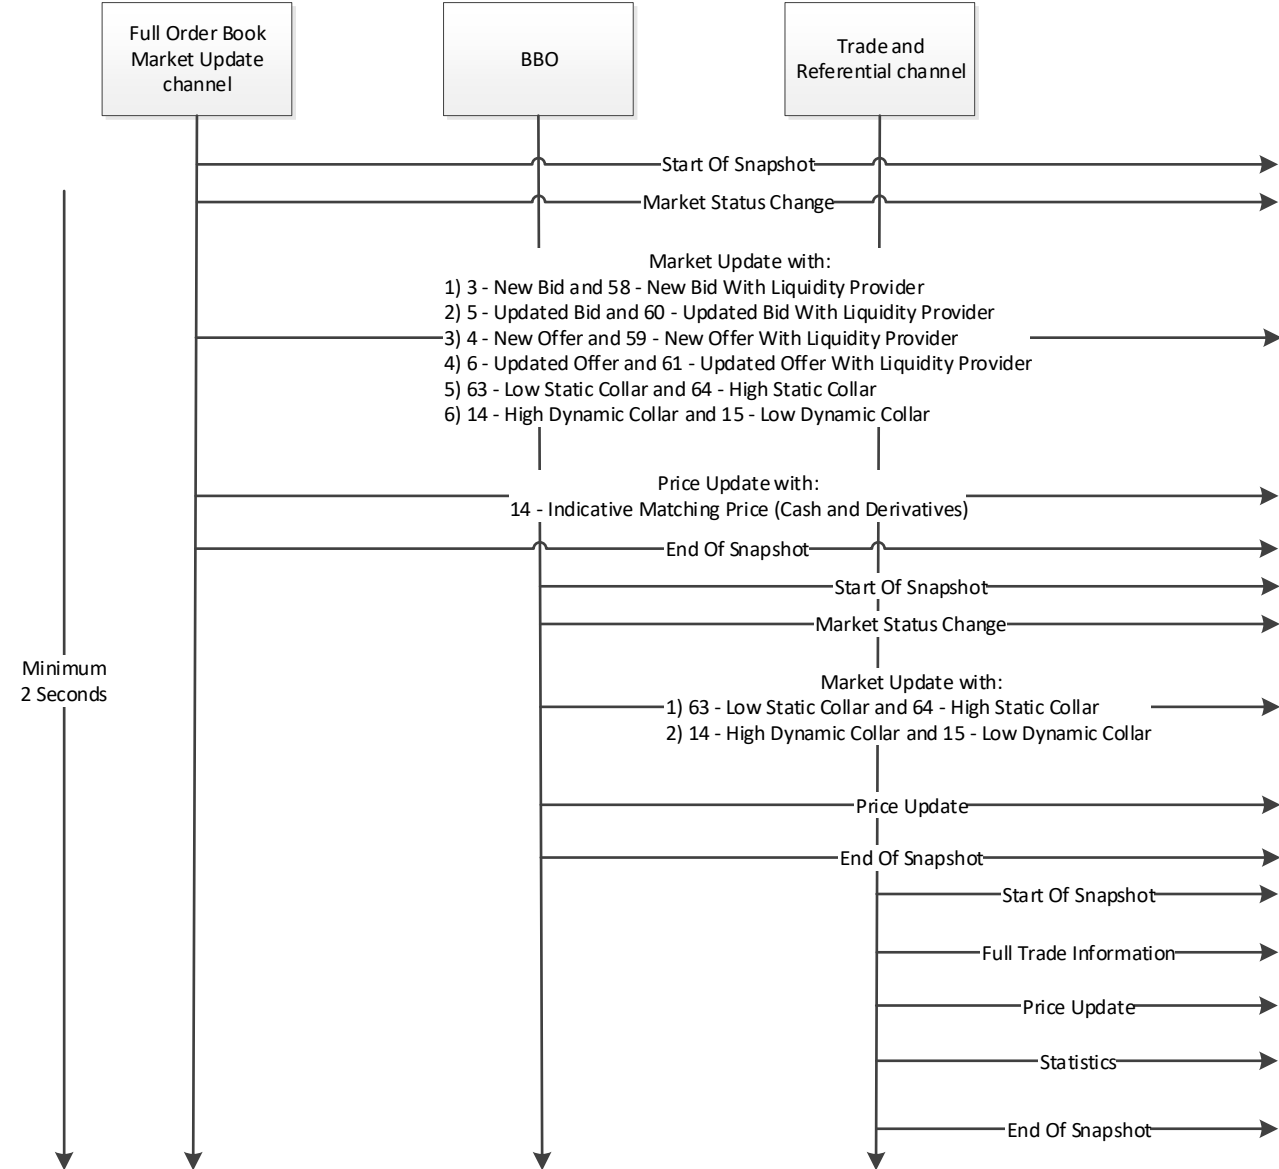 Full Order Book
Market Update
channel
BBO
Trade and
Referential channel
Start Of Snapshot
Market Status Change
Market Update with:
1) 3 - New Bid and 58 - New Bid With Liquidity Provider
2) 5 - Updated Bid and 60 - Updated Bid With Liquidity Provider
3) 4 - New Offer and 59 - New Offer With Liquidity Provider
4) 6 - Updated Offer and 61 - Updated Offer With Liquidity Provider
5) 63 - Low Static Collar and 64 - High Static Collar
6) 14 - High Dynamic Collar and 15 - Low Dynamic Collar
Price Update with:
14 - Indicative Matching Price (Cash and Derivatives)
End Of Snapshot
Start Of Snapshot
Market Status Change
Minimum
2 Seconds
Market Update with:
1) 63 - Low Static Collar and 64 - High Static Collar
2) 14 - High Dynamic Collar and 15 - Low Dynamic Collar
Price Update
End Of Snapshot
Start Of Snapshot
Full Trade Information
Price Update
Statistics
End Of Snapshot